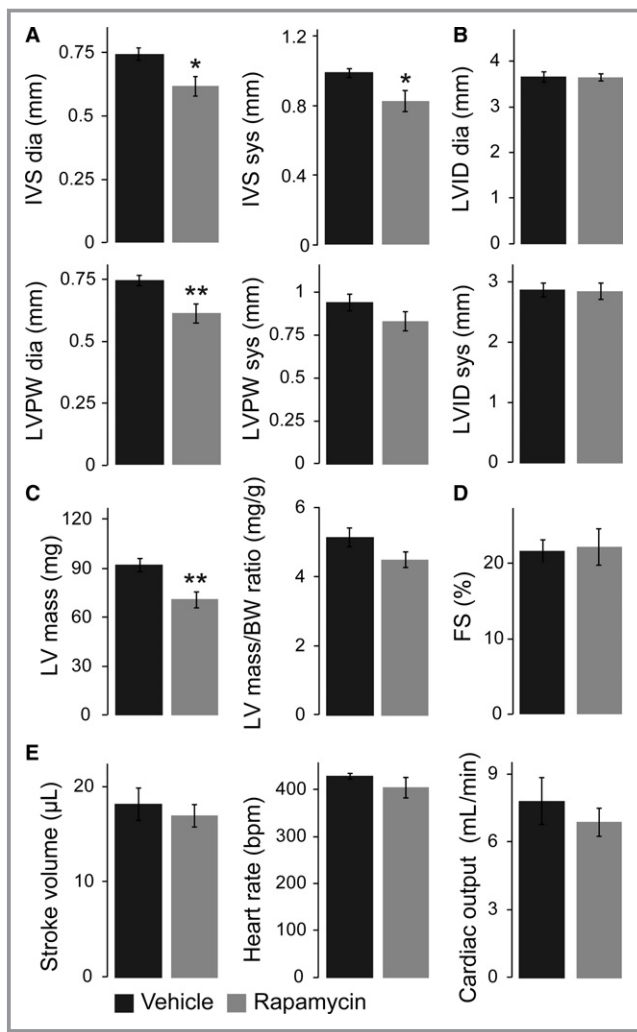 A
IVS dia (mm)
0.75
0.5
0.25
0
*
IVS sys (mm)
1.2
0.8
0.4
0
*
B
LVID dia (mm)
4
3
2
1
0
LVPW dia (mm)
0.75
0.5
0.25
0
**
LVPW sys (mm)
1
0.75
0.5
0.25
0
LVID sys (mm)
3
2
1
0
C
LV mass (mg)
120
90
60
30
0
**
LV mass/BW ratio (mg/g)
6
4
2
0
D
FS (%)
20
10
0
E
Stroke volume (µL)
20
10
0
Heart rate (bpm)
400
300
200
100
0
Cardiac output (mL/min)
9
6
3
0
Vehicle
Rapamycin